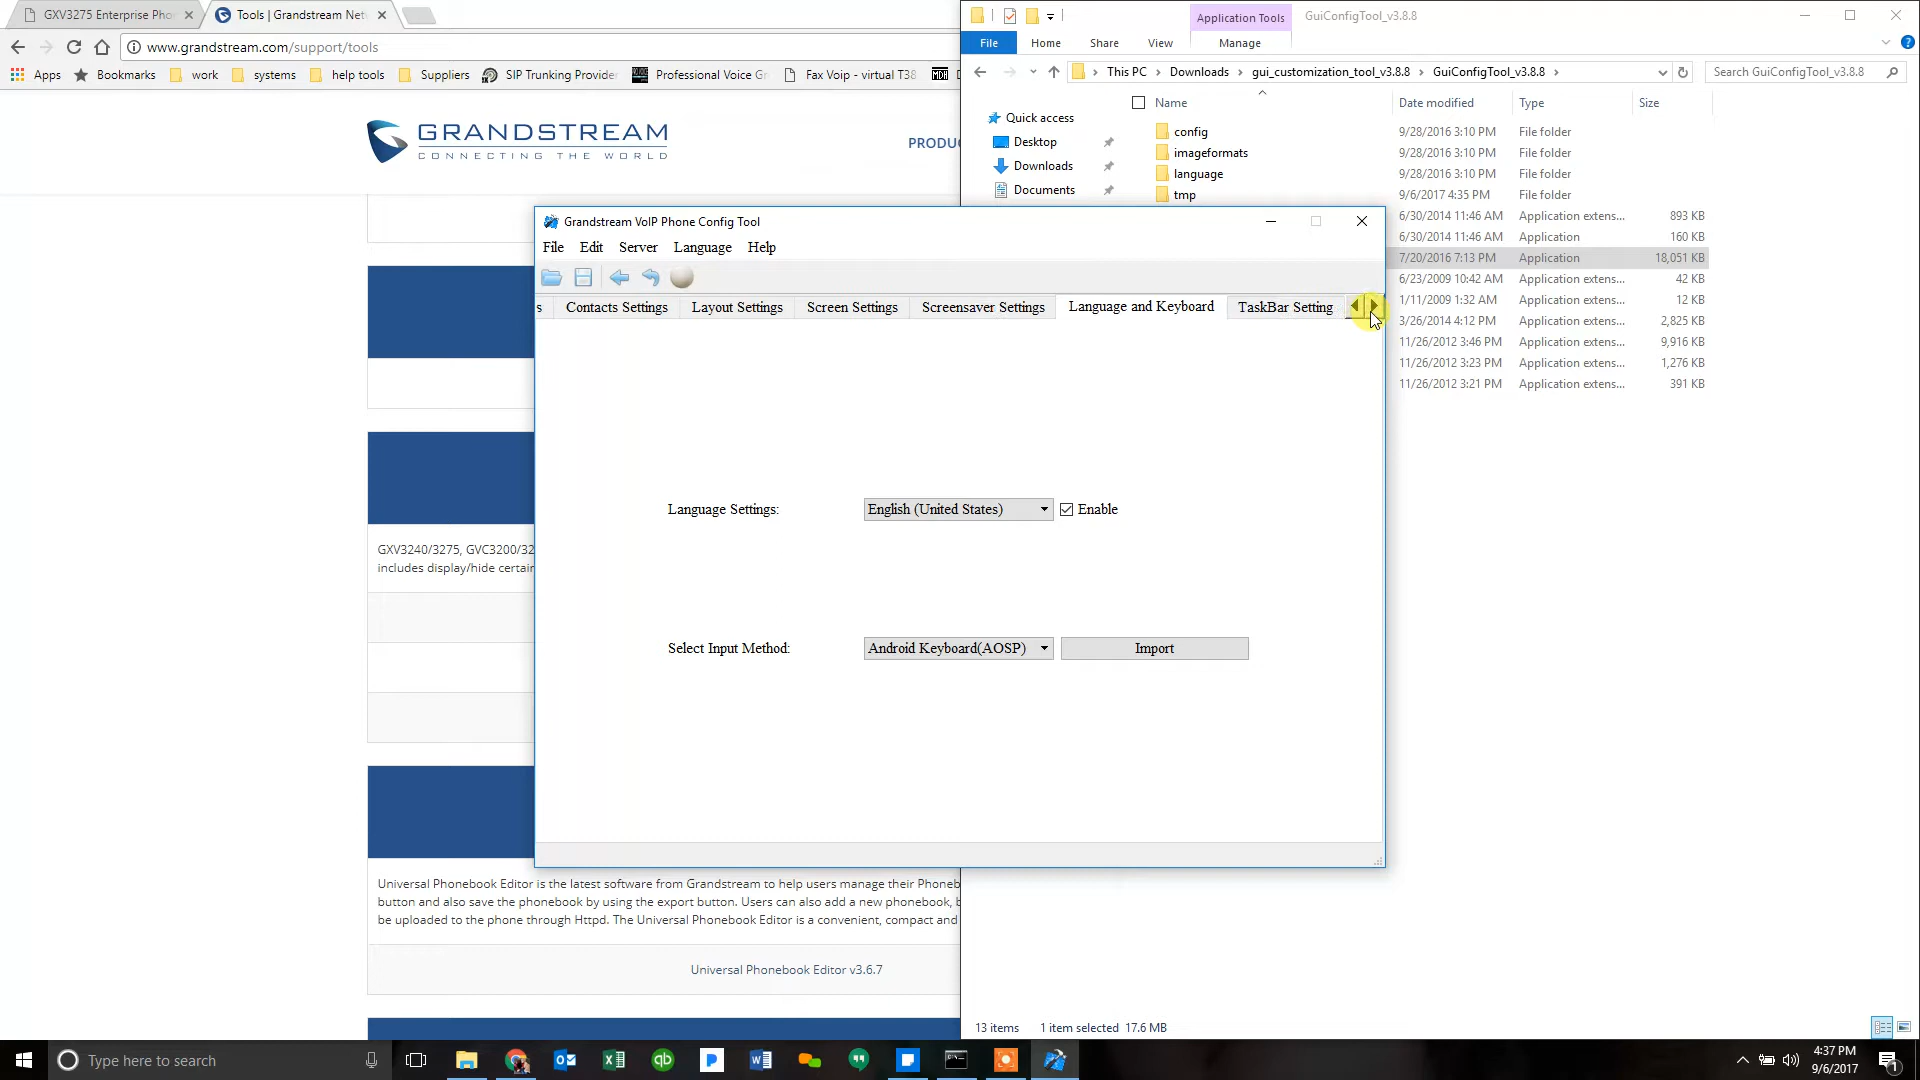 GXV3275 Enterprise Pho
Tools | Grandstream Net
www.grandstream.com/support/tools
Apps
Bookmarks
work
systems
help tools
Suppliers
SIP Trunking Provider
Professional Voice Gr
Fax Voip - virtual T38
GRANDSTREAM
CONNECTING THE WORLD
PRODU
GXV3240/3275, GVC3200/32
includes display/hide certain
Universal Phonebook Editor is the latest software from Grandstream to help users manage their Phoneb
button and also save the phonebook by using the export button. Users can also add a new phonebook, b
be uploaded to the phone through Httpd. The Universal Phonebook Editor is a convenient, compact and
Universal Phonebook Editor v3.6.7
Application Tools
GuiConfigTool_v3.8.8
File
Home
Share
View
Manage
This PC
Downloads
gui_customization_tool_v3.8.8
GuiConfigTool_v3.8.8
Search GuiConfigTool_v3.8.8
Quick access
Desktop
Downloads
Documents
Name
Date modified
Type
Size
config 9/28/2016 3:10 PM File folder
imageformats 9/28/2016 3:10 PM File folder
language 9/28/2016 3:10 PM File folder
tmp 9/6/2017 4:35 PM File folder
6/30/2014 11:46 AM Application extens... 893 KB
6/30/2014 11:46 AM Application 160 KB
7/20/2016 7:13 PM Application 18,051 KB
6/23/2009 10:42 AM Application extens... 42 KB
1/11/2009 1:32 AM Application extens... 12 KB
3/26/2014 4:12 PM Application extens... 2,825 KB
11/26/2012 3:46 PM Application extens... 9,916 KB
11/26/2012 3:23 PM Application extens... 1,276 KB
11/26/2012 3:21 PM Application extens... 391 KB
13 items
1 item selected 17.6 MB
Grandstream VoIP Phone Config Tool
File
Edit
Server
Language
Help
s
Contacts Settings
Layout Settings
Screen Settings
Screensaver Settings
Language and Keyboard
TaskBar Setting
Language Settings:
English (United States)
Enable
Select Input Method:
Android Keyboard(AOSP)
Import
Type here to search
4:37 PM
9/6/2017
1